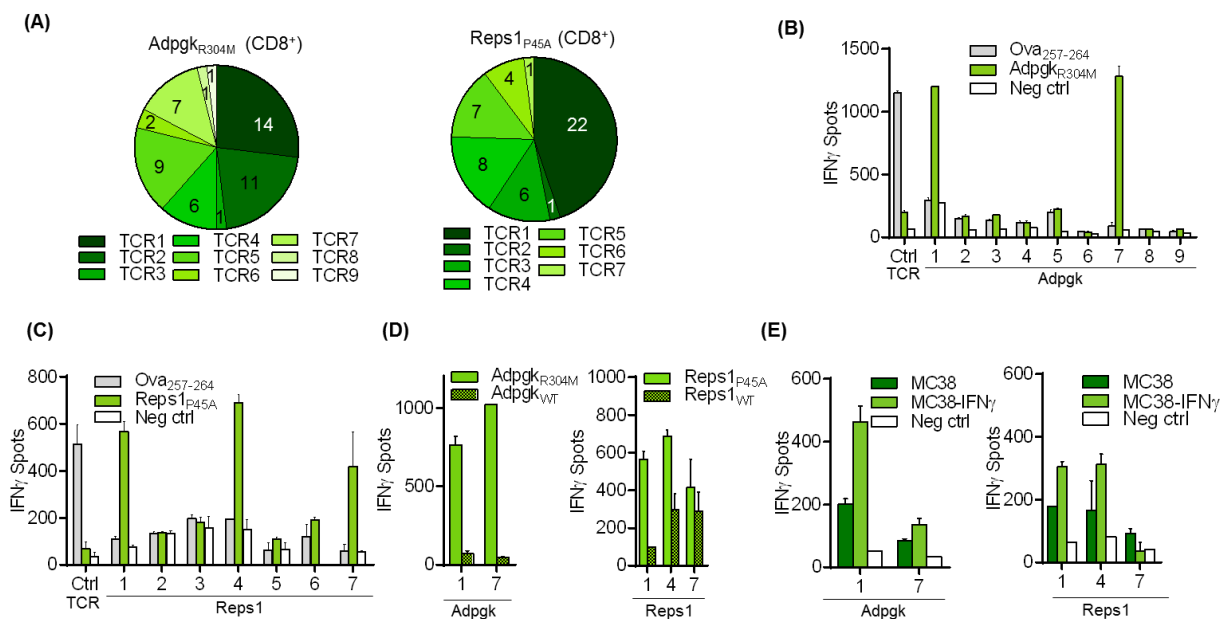 (A)
Adpgk R304M (CD8+)
14
11
1
6
9
2
7
1
1
TCR1 TCR4 TCR7
TCR2 TCR5 TCR8
TCR3 TCR6 TCR9
Reps1 P45A (CD8+)
22
1
6
8
7
4
1
TCR1 TCR5
TCR2 TCR6
TCR3 TCR7
TCR4
(B)
Ova 257-264
Adpgk R304M
Neg ctrl
IFNγ Spots
1500
1000
500
0
Ctrl TCR
1 2 3 4 5 6 7 8 9
Adpgk
(C)
Ova 257-264
Reps1 P45A
Neg ctrl
IFNγ Spots
800
600
400
200
0
Ctrl TCR
1 2 3 4 5 6 7
Reps1
(D)
Adpgk R304M
Adpgk WT
IFNγ Spots
1000
500
0
1 7
Adpgk
Reps1 P45A
Reps1 WT
IFNγ Spots
1000
800
600
400
200
0
1 4 7
Reps1
(E)
MC38
MC38-IFNγ
Neg ctrl
IFNγ Spots
600
400
200
0
1 7
Adpgk
MC38
MC38-IFNγ
Neg ctrl
IFNγ Spots
600
400
200
0
1 4 7
Reps1